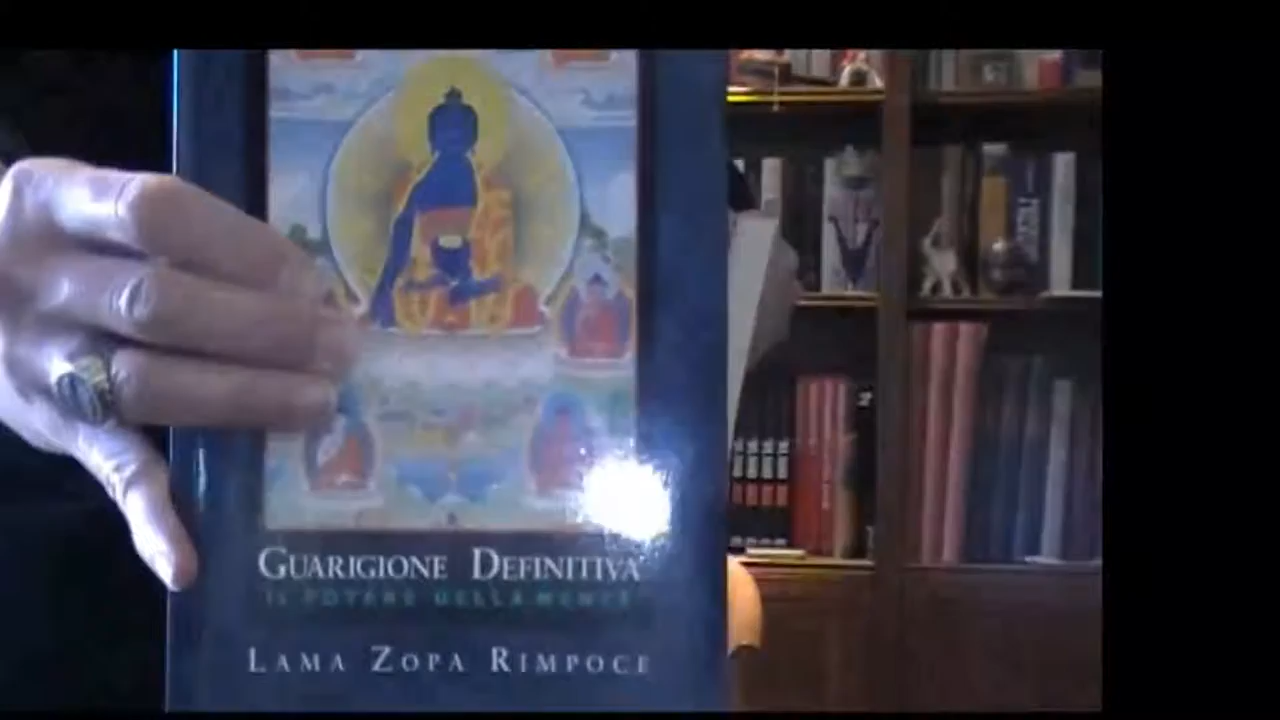 GUARIGIONE DEFINITIVA
IL POTERE DELLA MENTE
LAMA ZOPA RIMPOCE